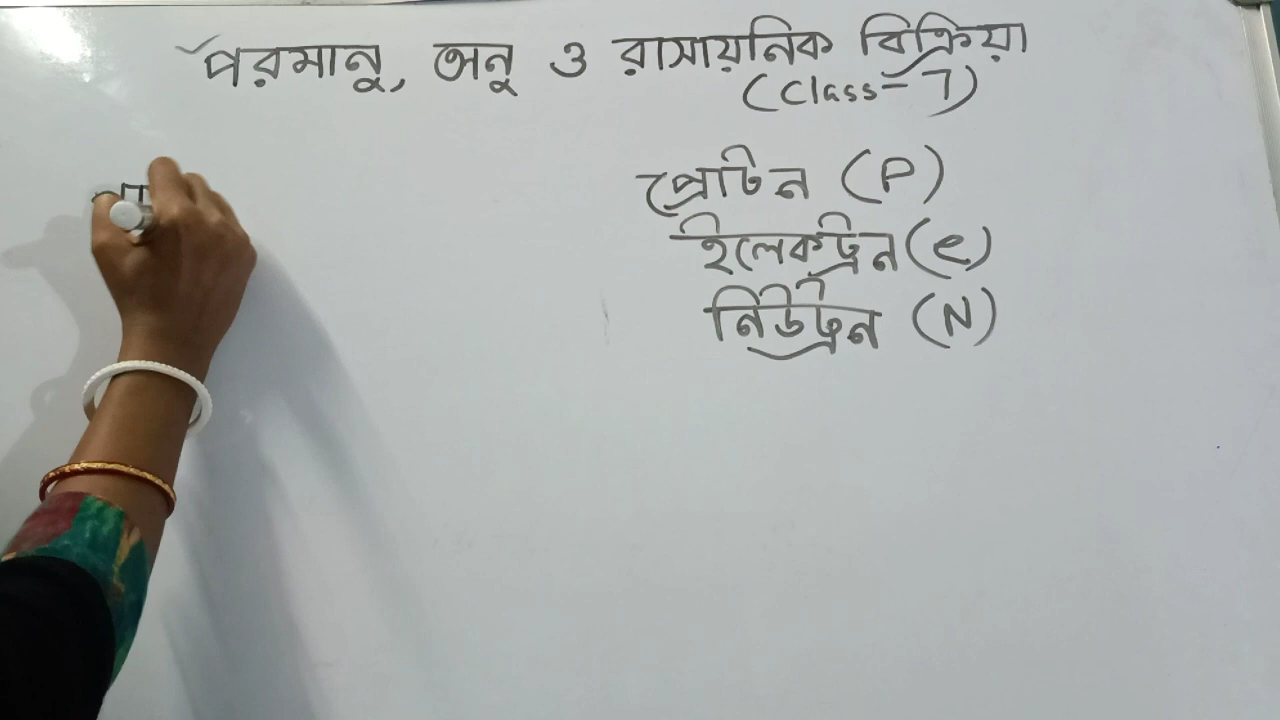 পরমানু, অনু ও রাসায়নিক বিক্রিয়া
(Class-7)
প্রোটন (P)
ইলেকট্রন (e)
নিউট্রন (N)